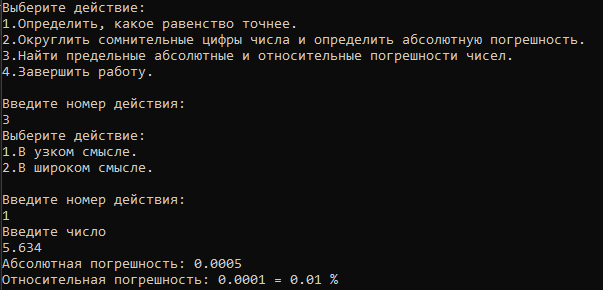 Выберите действие:
1.Определить, какое равенство точнее.
2.Округлить сомнительные цифры числа и определить абсолютную погрешность.
3.Найти предельные абсолютные и относительные погрешности чисел.
4.Завершить работу.
Введите номер действия:
3
Выберите действие:
1.В узком смысле.
2.В широком смысле.
Введите номер действия:
1
Введите число
5.634
Абсолютная погрешность: 0.0005
Относительная погрешность: 0.0001 = 0.01 %